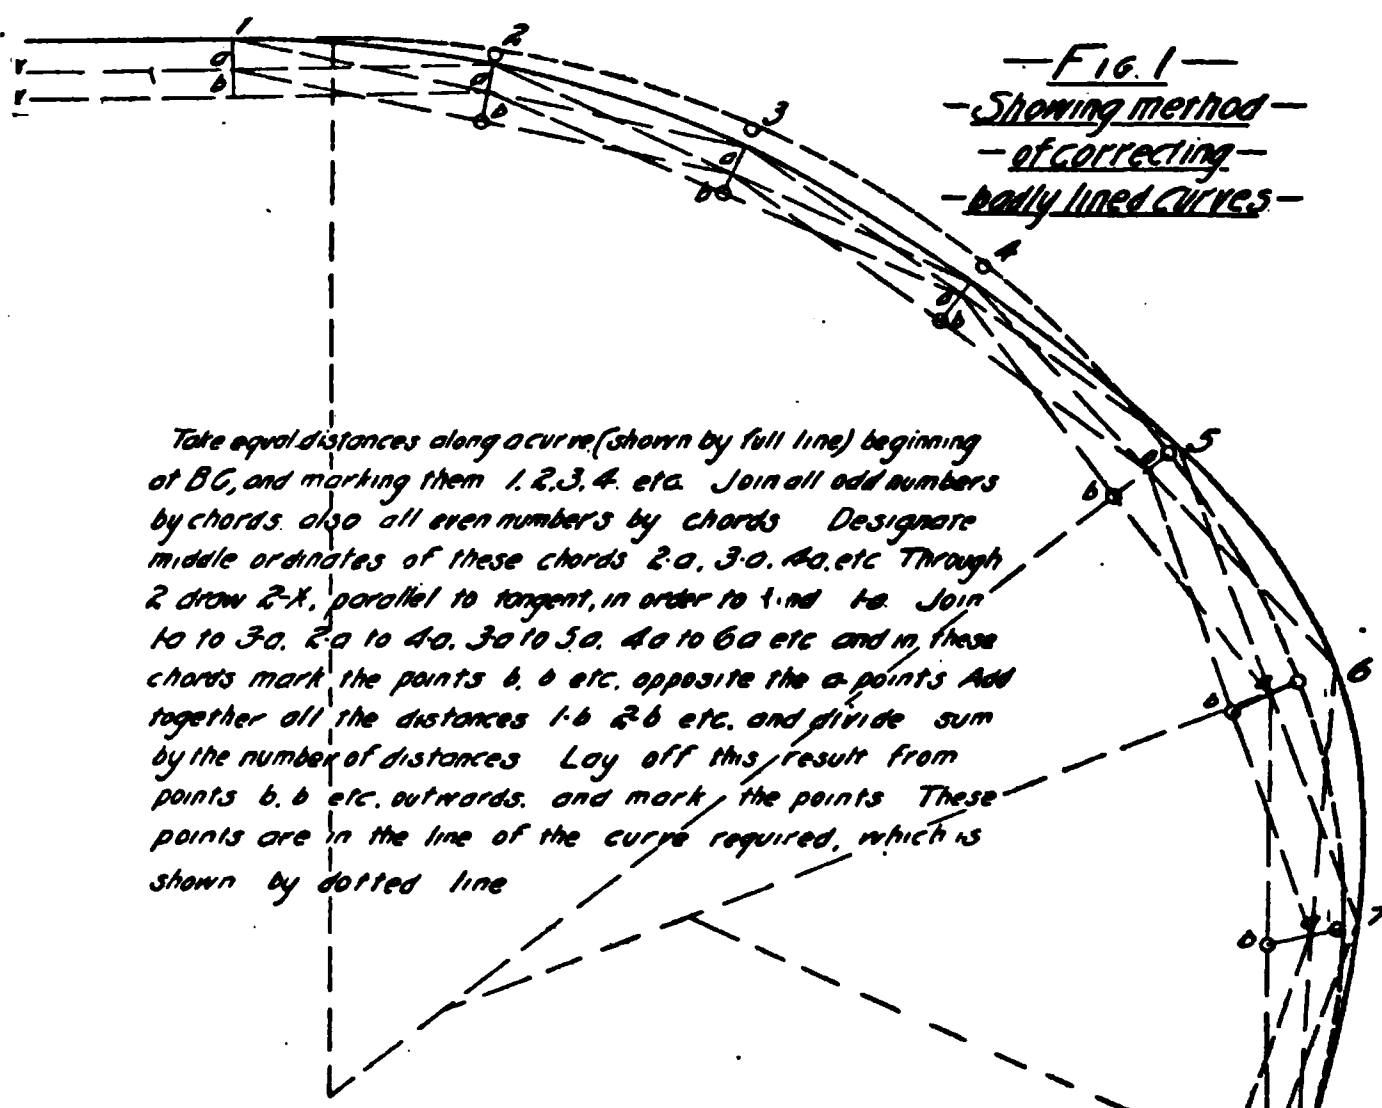 1
2
3
4
5
6
7
a
b
a
b
a
b
a
b
a
b
b
b
— FIG. 1 —
— Showing method —
— of correcting —
— badly lined curves —
Take equal distances along a curve (shown by full line) beginning
at BC, and marking them 1. 2. 3. 4. etc. Join all odd numbers
by chords. also all even numbers by chords Designate
middle ordinates of these chords 2-a, 3-a, 4-a, etc Through
2 draw 2-X, parallel to tangent, in order to find 1-a. Join
1-a to 3-a, 2-a to 4-a, 3-a to 5a, 4a to 6a etc and in these
chords mark the points b, b etc. opposite the a points Add
together all the distances 1-b 2-b etc. and divide sum
by the number of distances Lay off this result from
points b. b etc. outwards. and mark the points These
points are in the line of the curve required, which is
shown by dotted line